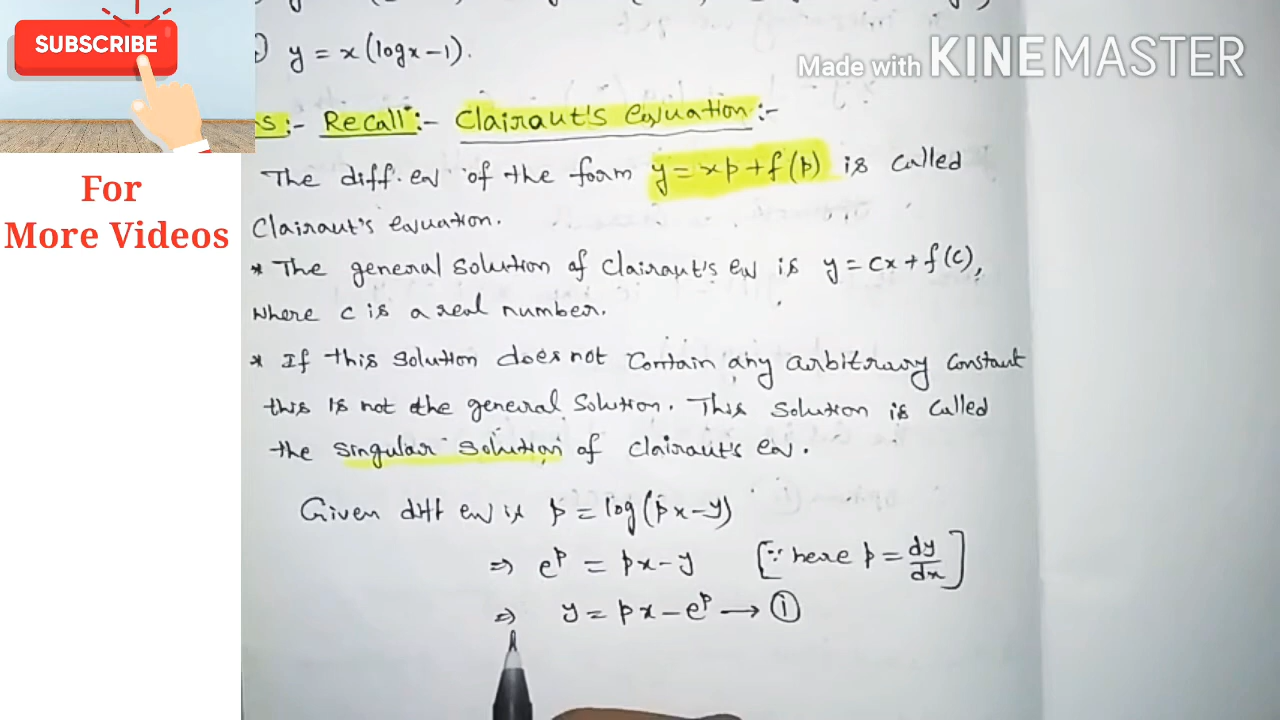 SUBSCRIBE
Made with KINEMASTER
For
More Videos
y = x (logx - 1).
s :- Recall :- Clairaut's equation :-
The diff. eq of the form y = xp + f(p) is called
Clairaut's equation.
* The general solution of Clairaut's eq is y = cx + f(c),
where c is a real number.
* If this solution does not contain any arbitrary constant
this is not the general solution. This solution is called
the singular solution of Clairaut's eq.
Given diff eq is p = log(px - y)
⇒ e^p = px - y [∵ here p = dy/dx]
⇒ y = px - e^p → ①